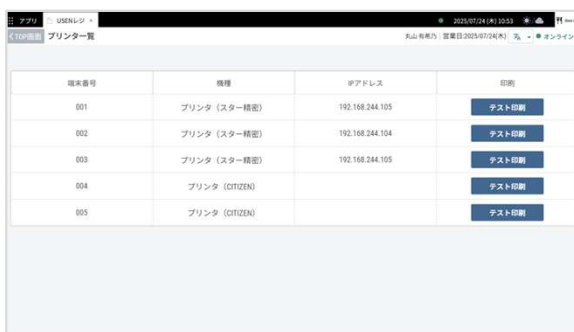 アプリ USENレジ × 2025/07/24(木) 10:53
<TOP画面 プリンター覧 丸山 有希乃 営業日:2025/07/24(木) オンライン
端末番号 機種 IPアドレス 印刷
001 プリンタ（スター精密） 192.168.244.105 テスト印刷
002 プリンタ（スター精密） 192.168.244.104 テスト印刷
003 プリンタ（スター精密） 192.168.244.105 テスト印刷
004 プリンタ（CITIZEN） テスト印刷
005 プリンタ（CITIZEN） テスト印刷